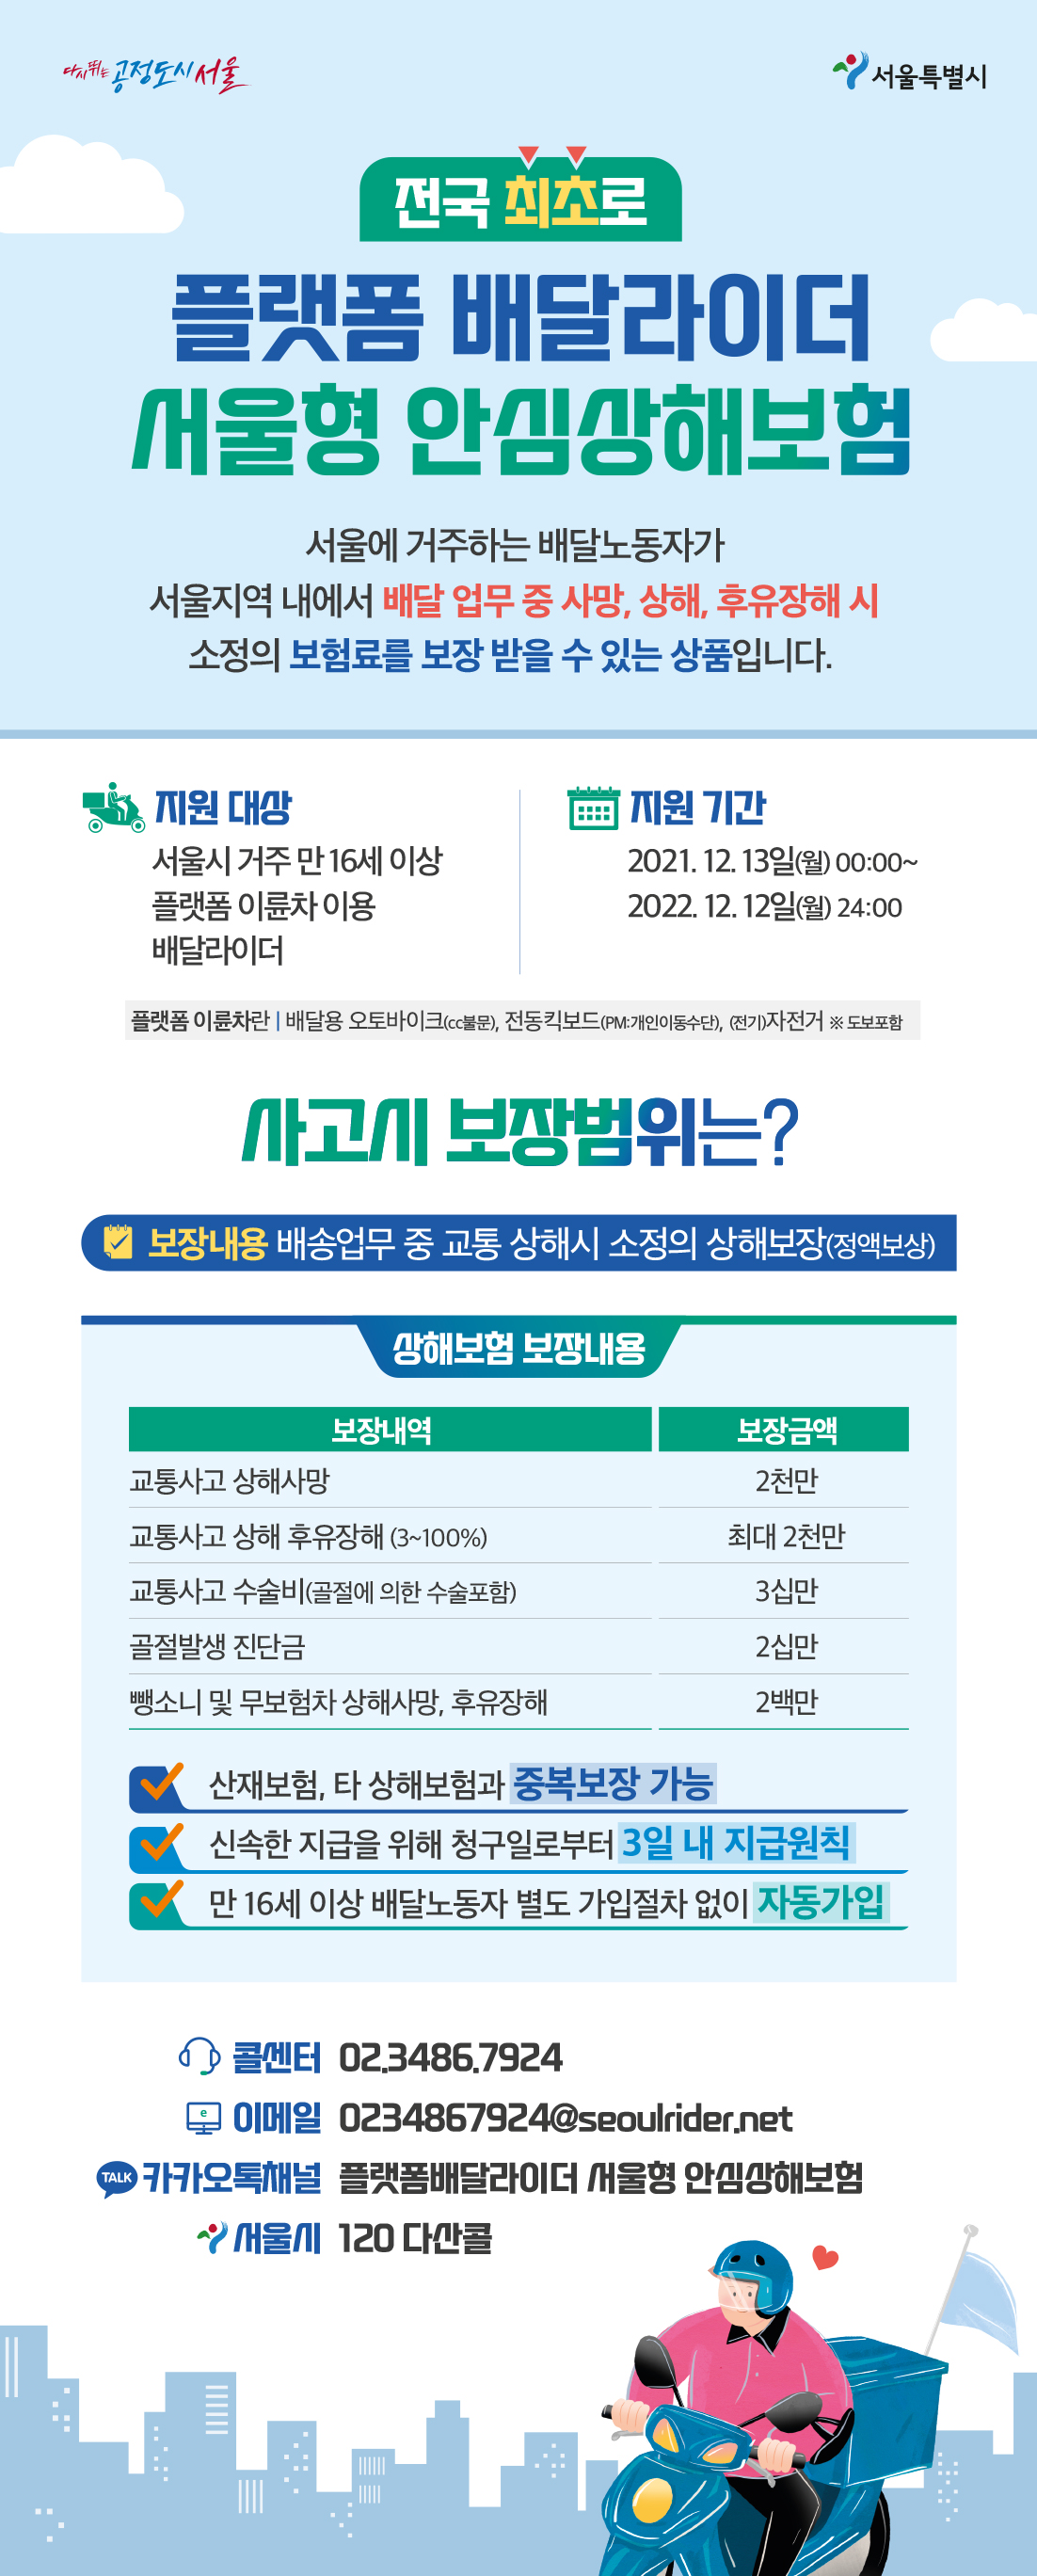 다시뛰는 공정도시 서울
서울특별시
전국 최초로
플랫폼 배달라이더
서울형 안심상해보험
서울에 거주하는 배달노동자가
서울지역 내에서 배달 업무 중 사망, 상해, 후유장해 시
소정의 보험료를 보장 받을 수 있는 상품입니다.
지원 대상
서울시 거주 만 16세 이상
플랫폼 이륜차 이용
배달라이더
지원 기간
2021. 12. 13일(월) 00:00~
2022. 12. 12일(월) 24:00
플랫폼 이륜차란 | 배달용 오토바이크(cc불문), 전동킥보드(PM:개인이동수단), (전기)자전거 ※ 도보포함
사고시 보장범위는?
보장내용 배송업무 중 교통 상해시 소정의 상해보장(정액보상)
상해보험 보장내용
보장내역 보장금액
교통사고 상해사망 2천만
교통사고 상해 후유장해 (3~100%) 최대 2천만
교통사고 수술비(골절에 의한 수술포함) 3십만
골절발생 진단금 2십만
뺑소니 및 무보험차 상해사망, 후유장해 2백만
산재보험, 타 상해보험과 중복보장 가능
신속한 지급을 위해 청구일로부터 3일 내 지급원칙
만 16세 이상 배달노동자 별도 가입절차 없이 자동가입
콜센터 02.3486.7924
e 이메일 0234867924@seoulrider.net
TALK 카카오톡채널 플랫폼배달라이더 서울형 안심상해보험
서울시 120 다산콜